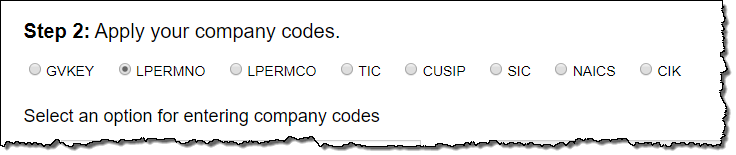 Step 2: Apply your company codes.
GVKEY LPERMNO LPERMCO TIC CUSIP SIC NAICS CIK
Select an option for entering company codes